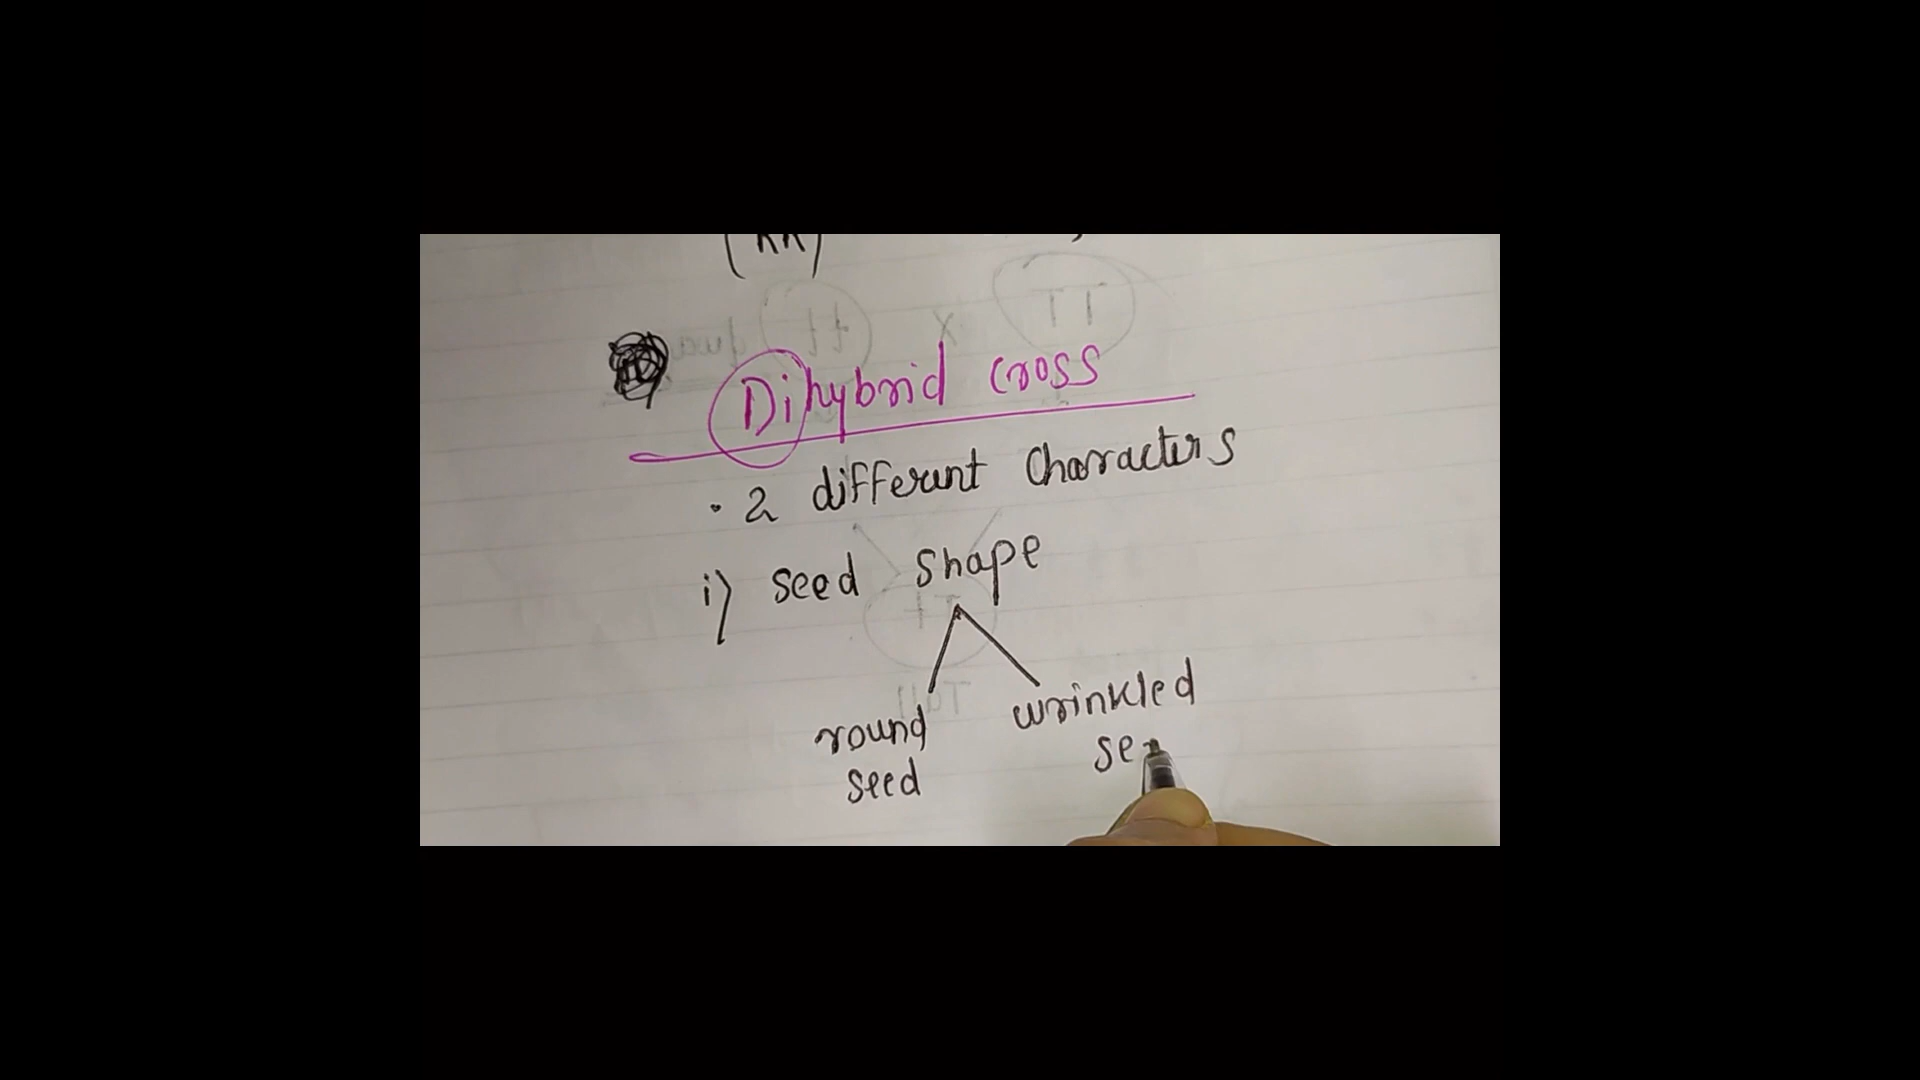 Dihybrid cross
. 2 different Characters
i) seed shape
round wrinkled
seed se